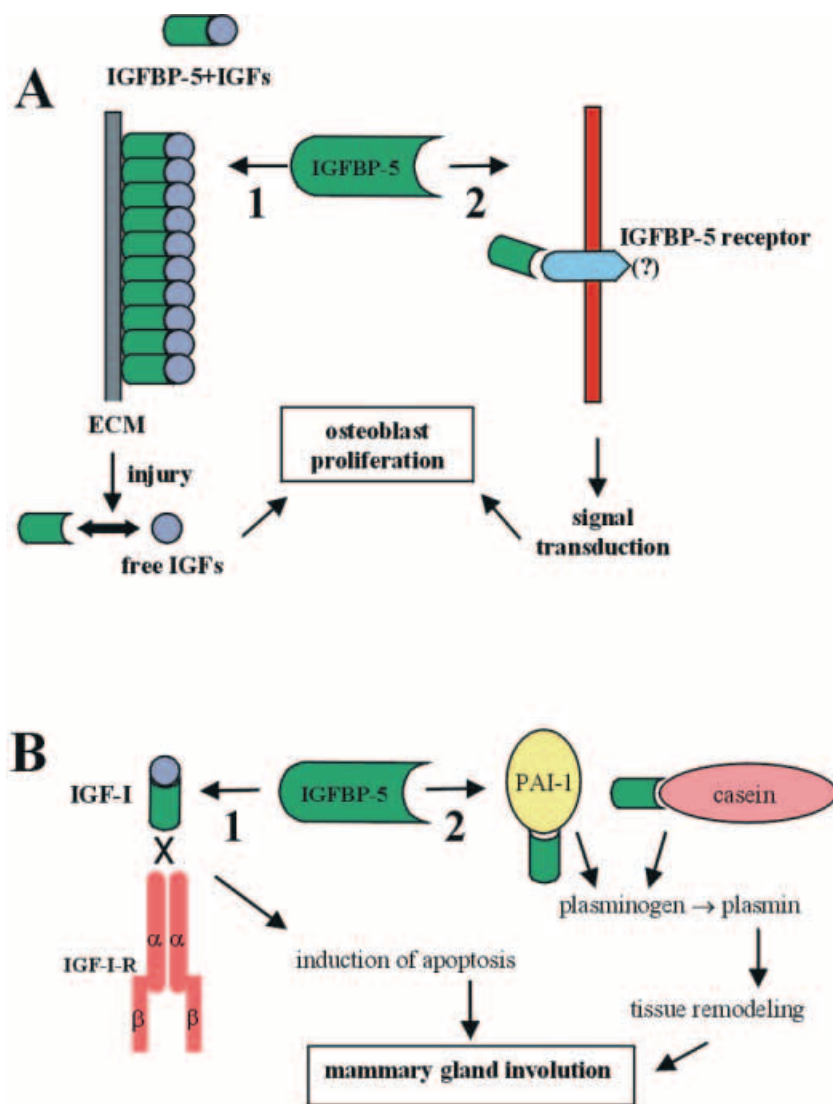 IGFBP-5+IGFs
A
IGFBP-5
1
2
IGFBP-5 receptor
(?)
ECM
injury
free IGFs
osteoblast
proliferation
signal
transduction
B
IGF-I
IGFBP-5
1
2
PAI-1
casein
X
α α
IGF-I-R
β β
plasminogen → plasmin
induction of apoptosis
tissue remodeling
mammary gland involution